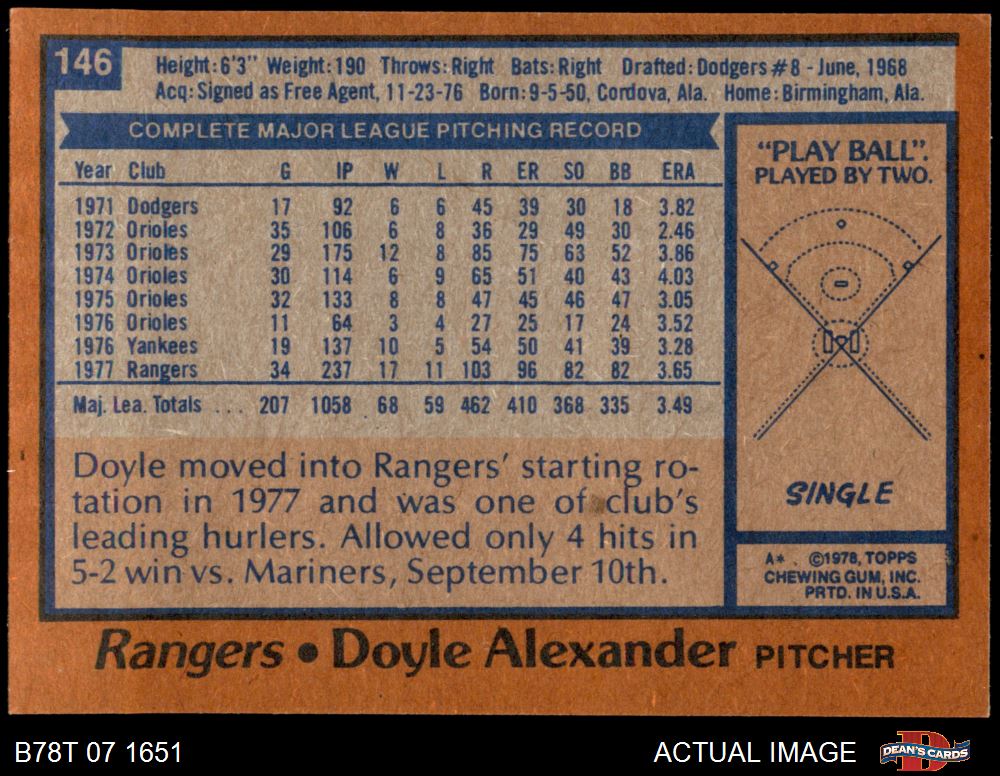 146
Height: 6'3" Weight: 190 Throws: Right Bats: Right Drafted: Dodgers #8 - June, 1968
Acq: Signed as Free Agent, 11-23-76 Born: 9-5-50, Cordova, Ala. Home: Birmingham, Ala.
COMPLETE MAJOR LEAGUE PITCHING RECORD
Year Club G IP W L R ER SO BB ERA
1971 Dodgers 17 92 6 6 45 39 30 18 3.82
1972 Orioles 35 106 6 8 36 29 49 30 2.46
1973 Orioles 29 175 12 8 85 75 63 52 3.86
1974 Orioles 30 114 6 9 65 51 40 43 4.03
1975 Orioles 32 133 8 8 47 45 46 47 3.05
1976 Orioles 11 64 3 4 27 25 17 24 3.52
1976 Yankees 19 137 10 5 54 50 41 39 3.28
1977 Rangers 34 237 17 11 103 96 82 82 3.65
Maj. Lea. Totals ... 207 1058 68 59 462 410 368 335 3.49
Doyle moved into Rangers' starting ro-
tation in 1977 and was one of club's
leading hurlers. Allowed only 4 hits in
5-2 win vs. Mariners, September 10th.
"PLAY BALL".
PLAYED BY TWO.
SINGLE
A* ©1978, TOPPS
CHEWING GUM, INC.
PRTD. IN U.S.A.
Rangers • Doyle Alexander PITCHER
B78T 07 1651
ACTUAL IMAGE
DEAN'S CARDS